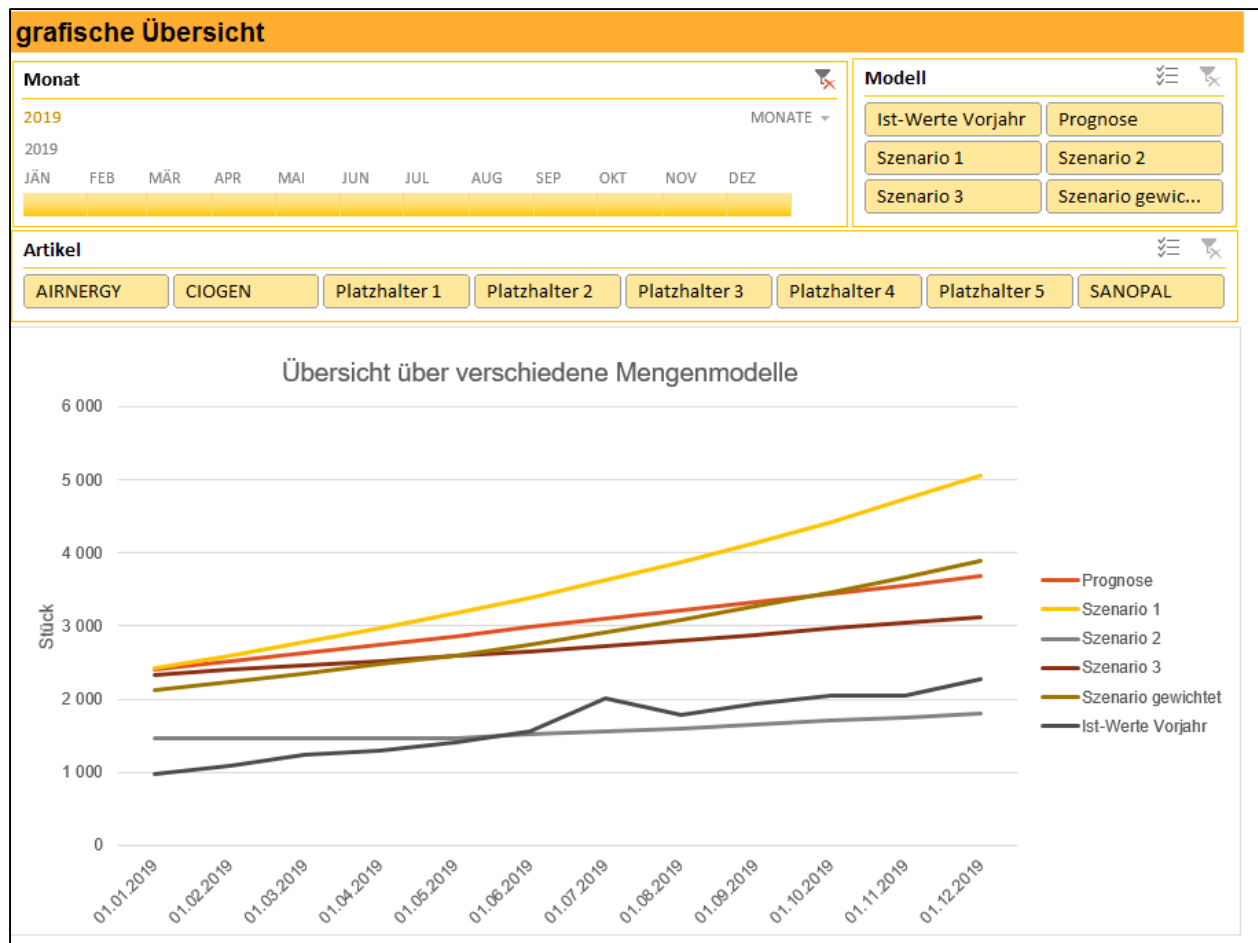 grafische Übersicht
Monat
2019 MONATE
2019
JÄN FEB MÄR APR MAI JUN JUL AUG SEP OKT NOV DEZ
Modell
Ist-Werte Vorjahr Prognose
Szenario 1 Szenario 2
Szenario 3 Szenario gewic...
Artikel
AIRNERGY CIOGEN Platzhalter 1 Platzhalter 2 Platzhalter 3 Platzhalter 4 Platzhalter 5 SANOPAL
Übersicht über verschiedene Mengenmodelle
6 000
5 000
4 000
3 000
2 000
1 000
0
Stück
01.01.2019 01.02.2019 01.03.2019 01.04.2019 01.05.2019 01.06.2019 01.07.2019 01.08.2019 01.09.2019 01.10.2019 01.11.2019 01.12.2019
Prognose
Szenario 1
Szenario 2
Szenario 3
Szenario gewichtet
Ist-Werte Vorjahr